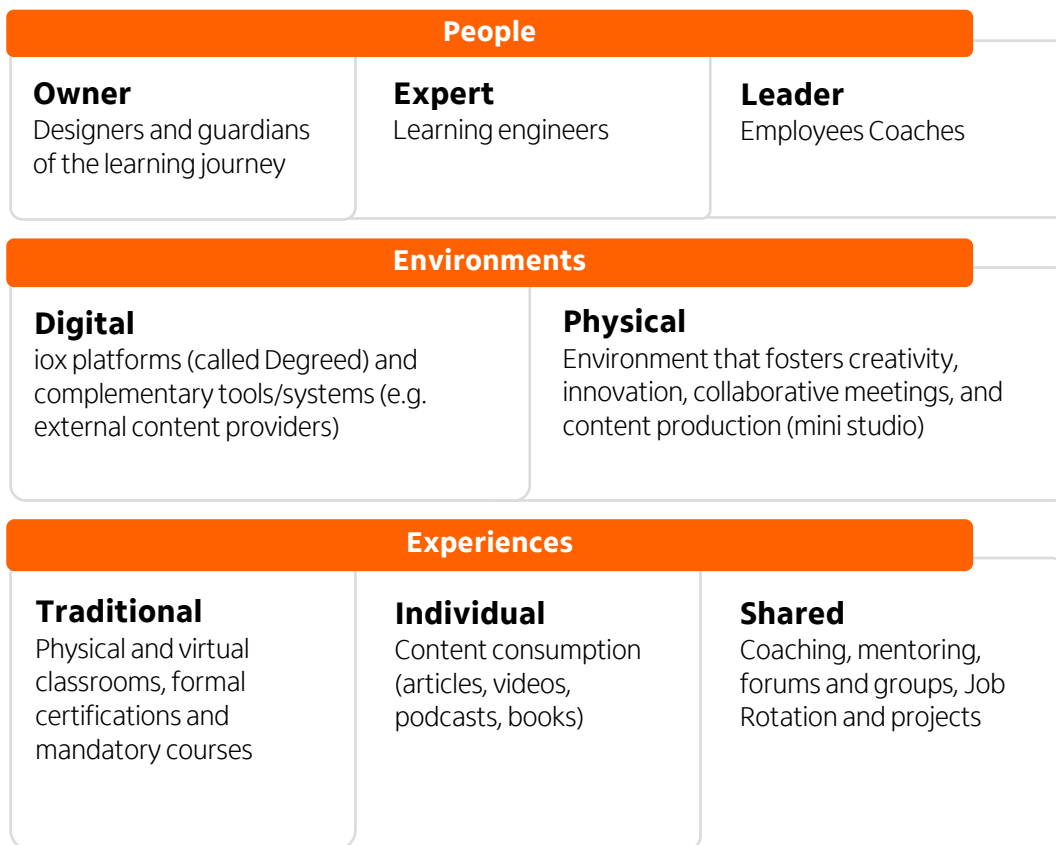 People
Owner
Designers and guardians
of the learning journey
Expert
Learning engineers
Leader
Employees Coaches
Environments
Digital
iox platforms (called Degreed) and
complementary tools/systems (e.g.
external content providers)
Physical
Environment that fosters creativity,
innovation, collaborative meetings, and
content production (mini studio)
Experiences
Traditional
Physical and virtual
classrooms, formal
certifications and
mandatory courses
Individual
Content consumption
(articles, videos,
podcasts, books)
Shared
Coaching, mentoring,
forums and groups, Job
Rotation and projects